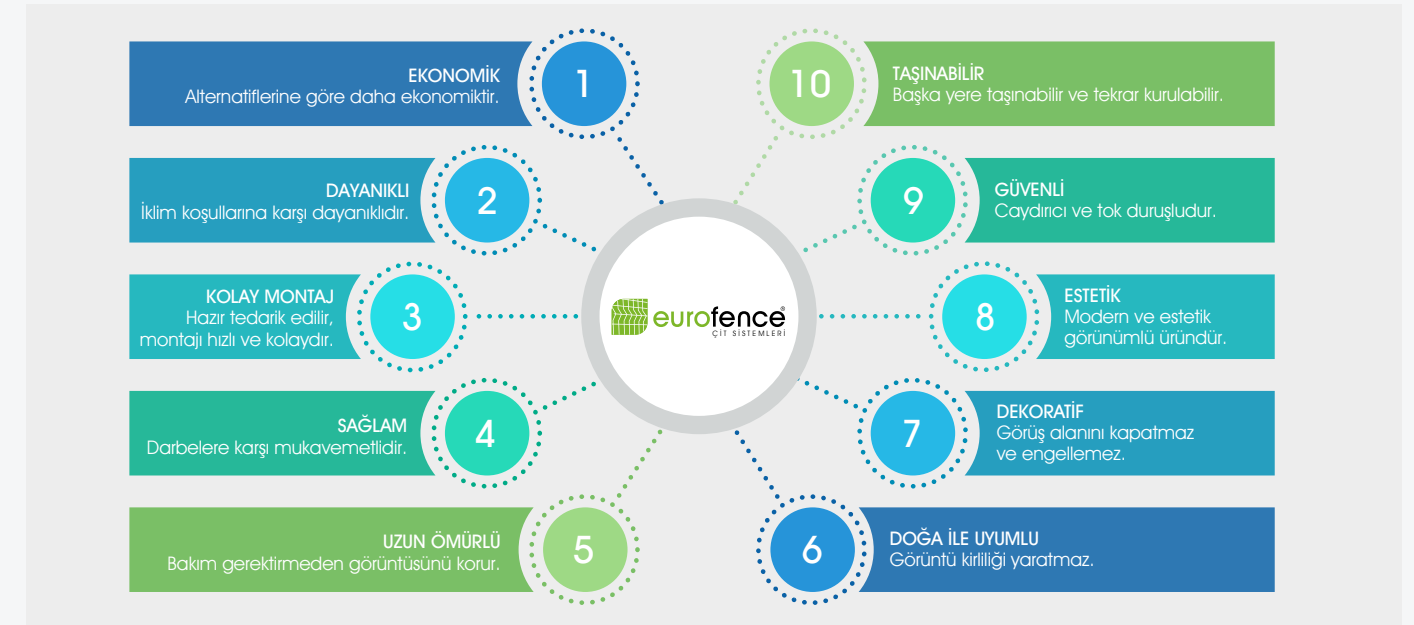 1
EKONOMİK
Alternatiflerine göre daha ekonomiktir.
2
DAYANIKLI
İklim koşullarına karşı dayanıklıdır.
3
KOLAY MONTAJ
Hazır tedarik edilir,
montajı hızlı ve kolaydır.
4
SAĞLAM
Darbelere karşı mukavemetlidir.
5
UZUN ÖMÜRLÜ
Bakım gerektirmeden görüntüsünü korur.
eurofence®
ÇİT SİSTEMLERİ
10
TAŞINABİLİR
Başka yere taşınabilir ve tekrar kurulabilir.
9
GÜVENLİ
Caydırıcı ve tok duruşludur.
8
ESTETİK
Modern ve estetik
görünümlü üründür.
7
DEKORATİF
Görüş alanını kapatmaz
ve engellemez.
6
DOĞA İLE UYUMLU
Görüntü kirliliği yaratmaz.